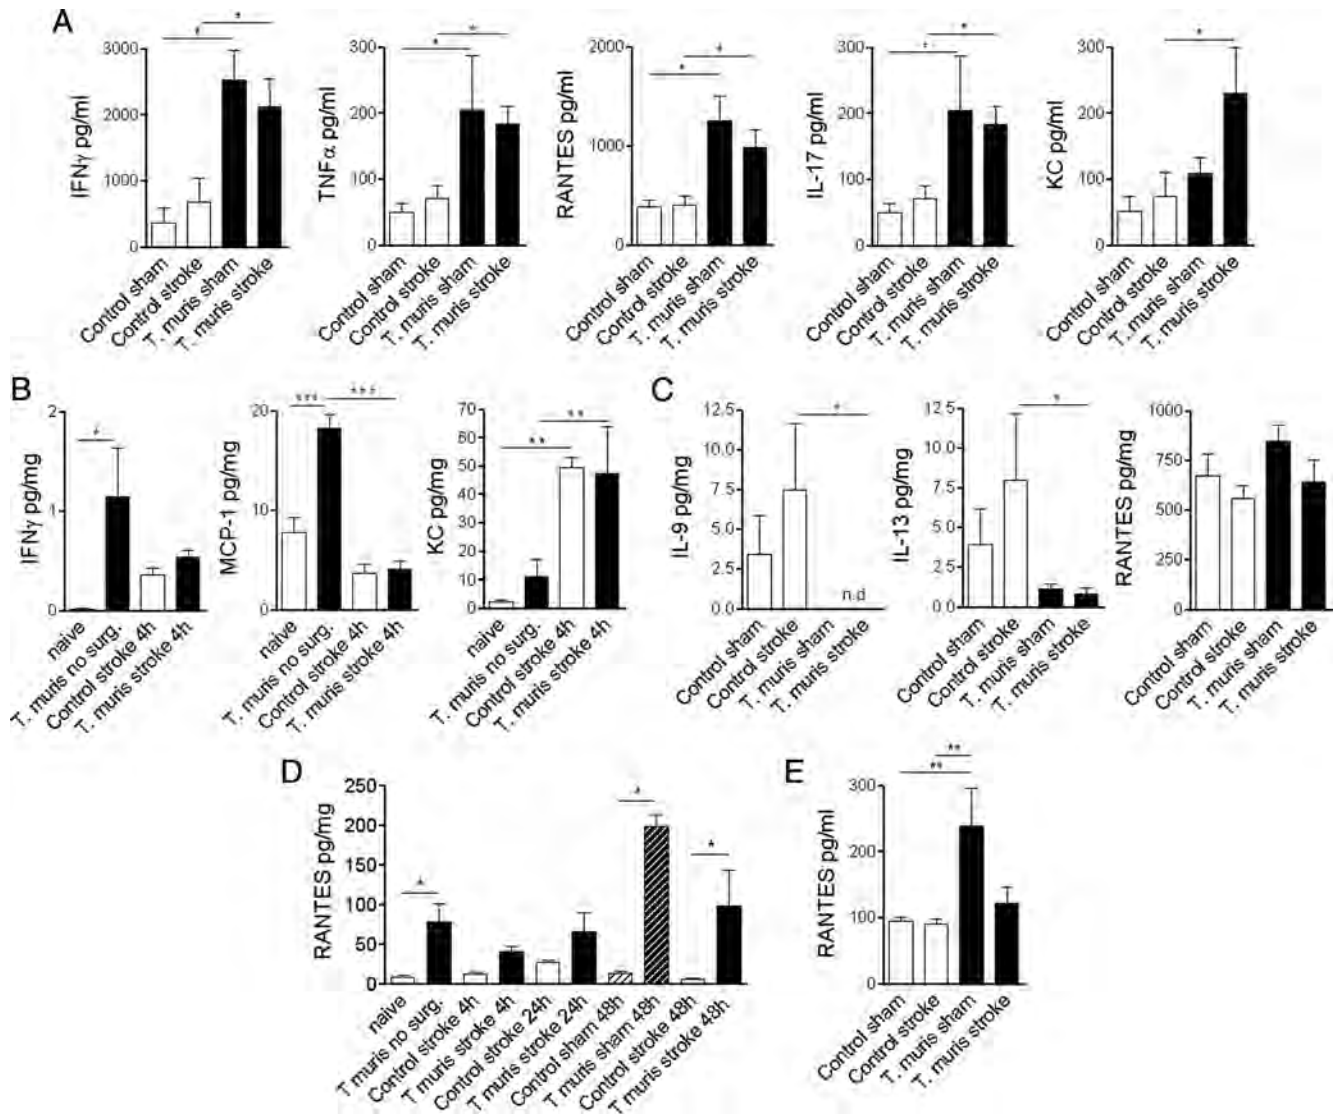 A
IFNγ pg/ml
3000
2000
1000
0
Control sham
Control stroke
T. muris sham
T. muris stroke
*
*
TNFα pg/ml
300
200
100
0
Control sham
Control stroke
T. muris sham
T. muris stroke
*
*
RANTES pg/ml
2000
1000
0
Control sham
Control stroke
T. muris sham
T. muris stroke
*
*
IL-17 pg/ml
300
200
100
0
Control sham
Control stroke
T. muris sham
T. muris stroke
*
*
KC pg/ml
300
200
100
0
Control sham
Control stroke
T. muris sham
T. muris stroke
*
B
IFNγ pg/mg
2
1
0
naive
T. muris no surg.
Control stroke 4h
T. muris stroke 4h
*
MCP-1 pg/mg
20
10
0
naive
T. muris no surg.
Control stroke 4h
T. muris stroke 4h
***
***
KC pg/mg
70
60
50
40
30
20
10
0
naive
T. muris no surg.
Control stroke 4h
T. muris stroke 4h
**
**
C
IL-9 pg/mg
12.5
10.0
7.5
5.0
2.5
0.0
n.d
Control sham
Control stroke
T. muris sham
T. muris stroke
*
IL-13 pg/mg
12.5
10.0
7.5
5.0
2.5
0.0
Control sham
Control stroke
T. muris sham
T. muris stroke
*
RANTES pg/mg
1000
750
500
250
0
Control sham
Control stroke
T. muris sham
T. muris stroke
D
RANTES pg/mg
250
200
150
100
50
0
naive
T muris no surg.
Control stroke 4h
T muris stroke 4h
Control stroke 24h
T muris stroke 24h
Control sham 48h
T muris sham 48h
Control stroke 48h
T muris stroke 48h
*
*
*
E
RANTES pg/ml
300
200
100
0
Control sham
Control stroke
T. muris sham
T. muris stroke
**
**